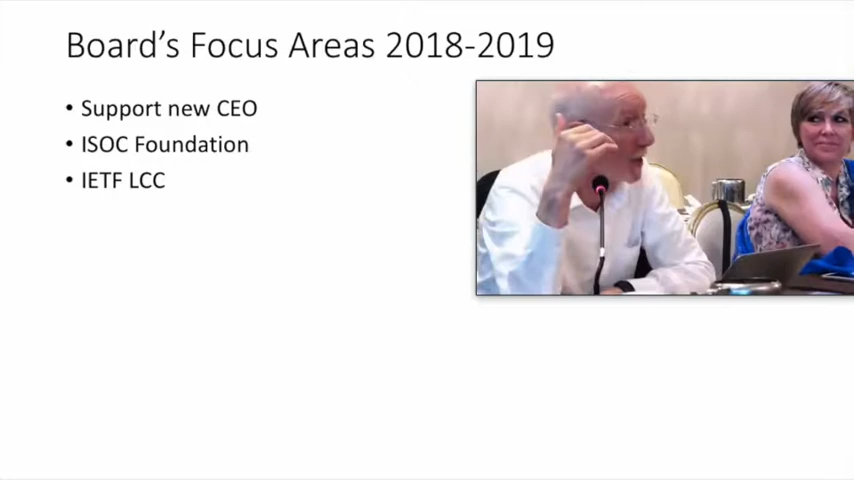 Board's Focus Areas 2018-2019
• Support new CEO
• ISOC Foundation
• IETF LCC